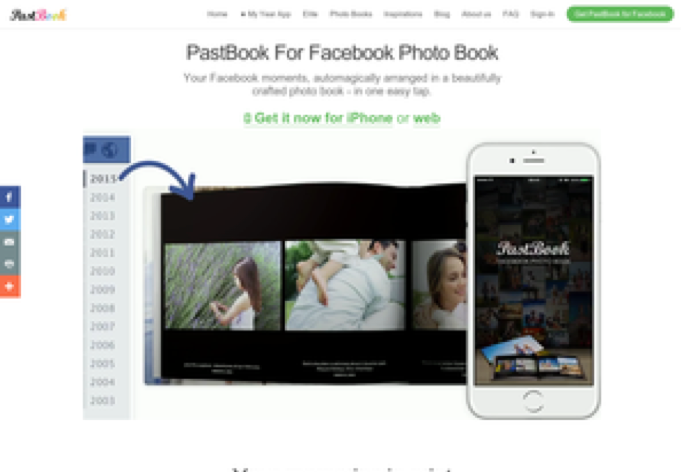 PastBook
Home My Year App Elite Photo Books Inspirations Blog About us FAQ Sign-In Get PastBook for Facebook
PastBook For Facebook Photo Book
Your Facebook moments, automagically arranged in a beautifully
crafted photo book - in one easy tap.
Get it now for iPhone or web
2015
2014
2013
2012
2011
2010
2009
2008
2007
2006
2005
2004
2003
PastBook
FACEBOOK PHOTO BOOK